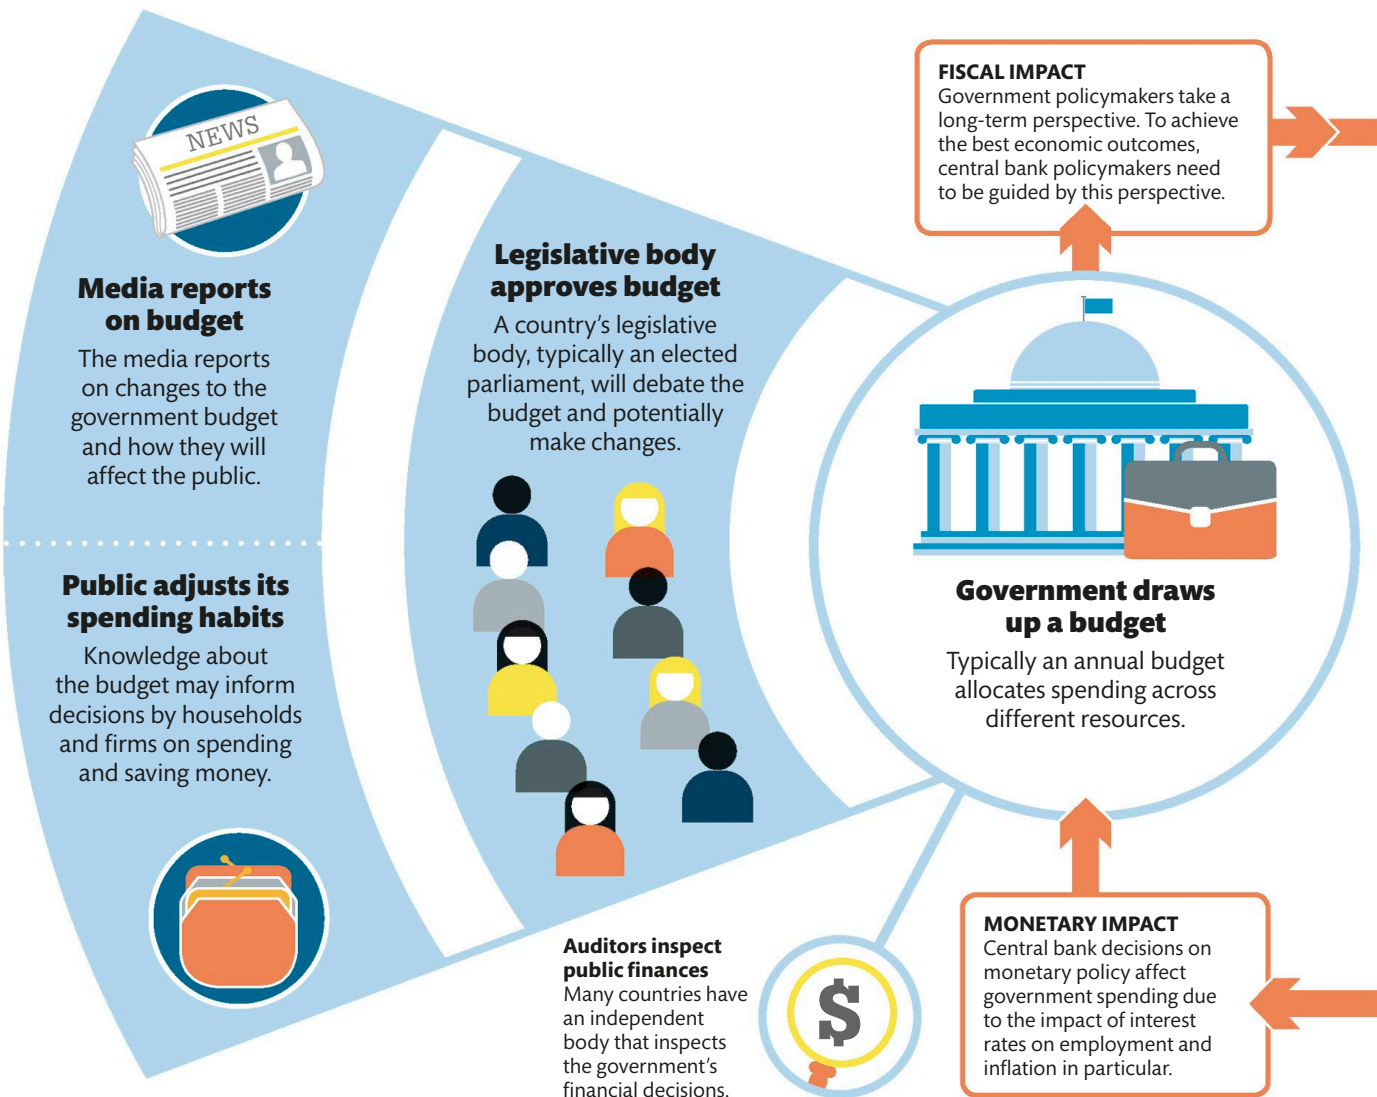 NEWS
Media reports
on budget
The media reports
on changes to the
government budget
and how they will
affect the public.
Public adjusts its
spending habits
Knowledge about
the budget may inform
decisions by households
and firms on spending
and saving money.
Legislative body
approves budget
A country's legislative
body, typically an elected
parliament, will debate the
budget and potentially
make changes.
Auditors inspect
public finances
Many countries have
an independent
body that inspects
the government's
financial decisions.
$
FISCAL IMPACT
Government policymakers take a
long-term perspective. To achieve
the best economic outcomes,
central bank policymakers need
to be guided by this perspective.
Government draws
up a budget
Typically an annual budget
allocates spending across
different resources.
MONETARY IMPACT
Central bank decisions on
monetary policy affect
government spending due
to the impact of interest
rates on employment and
inflation in particular.